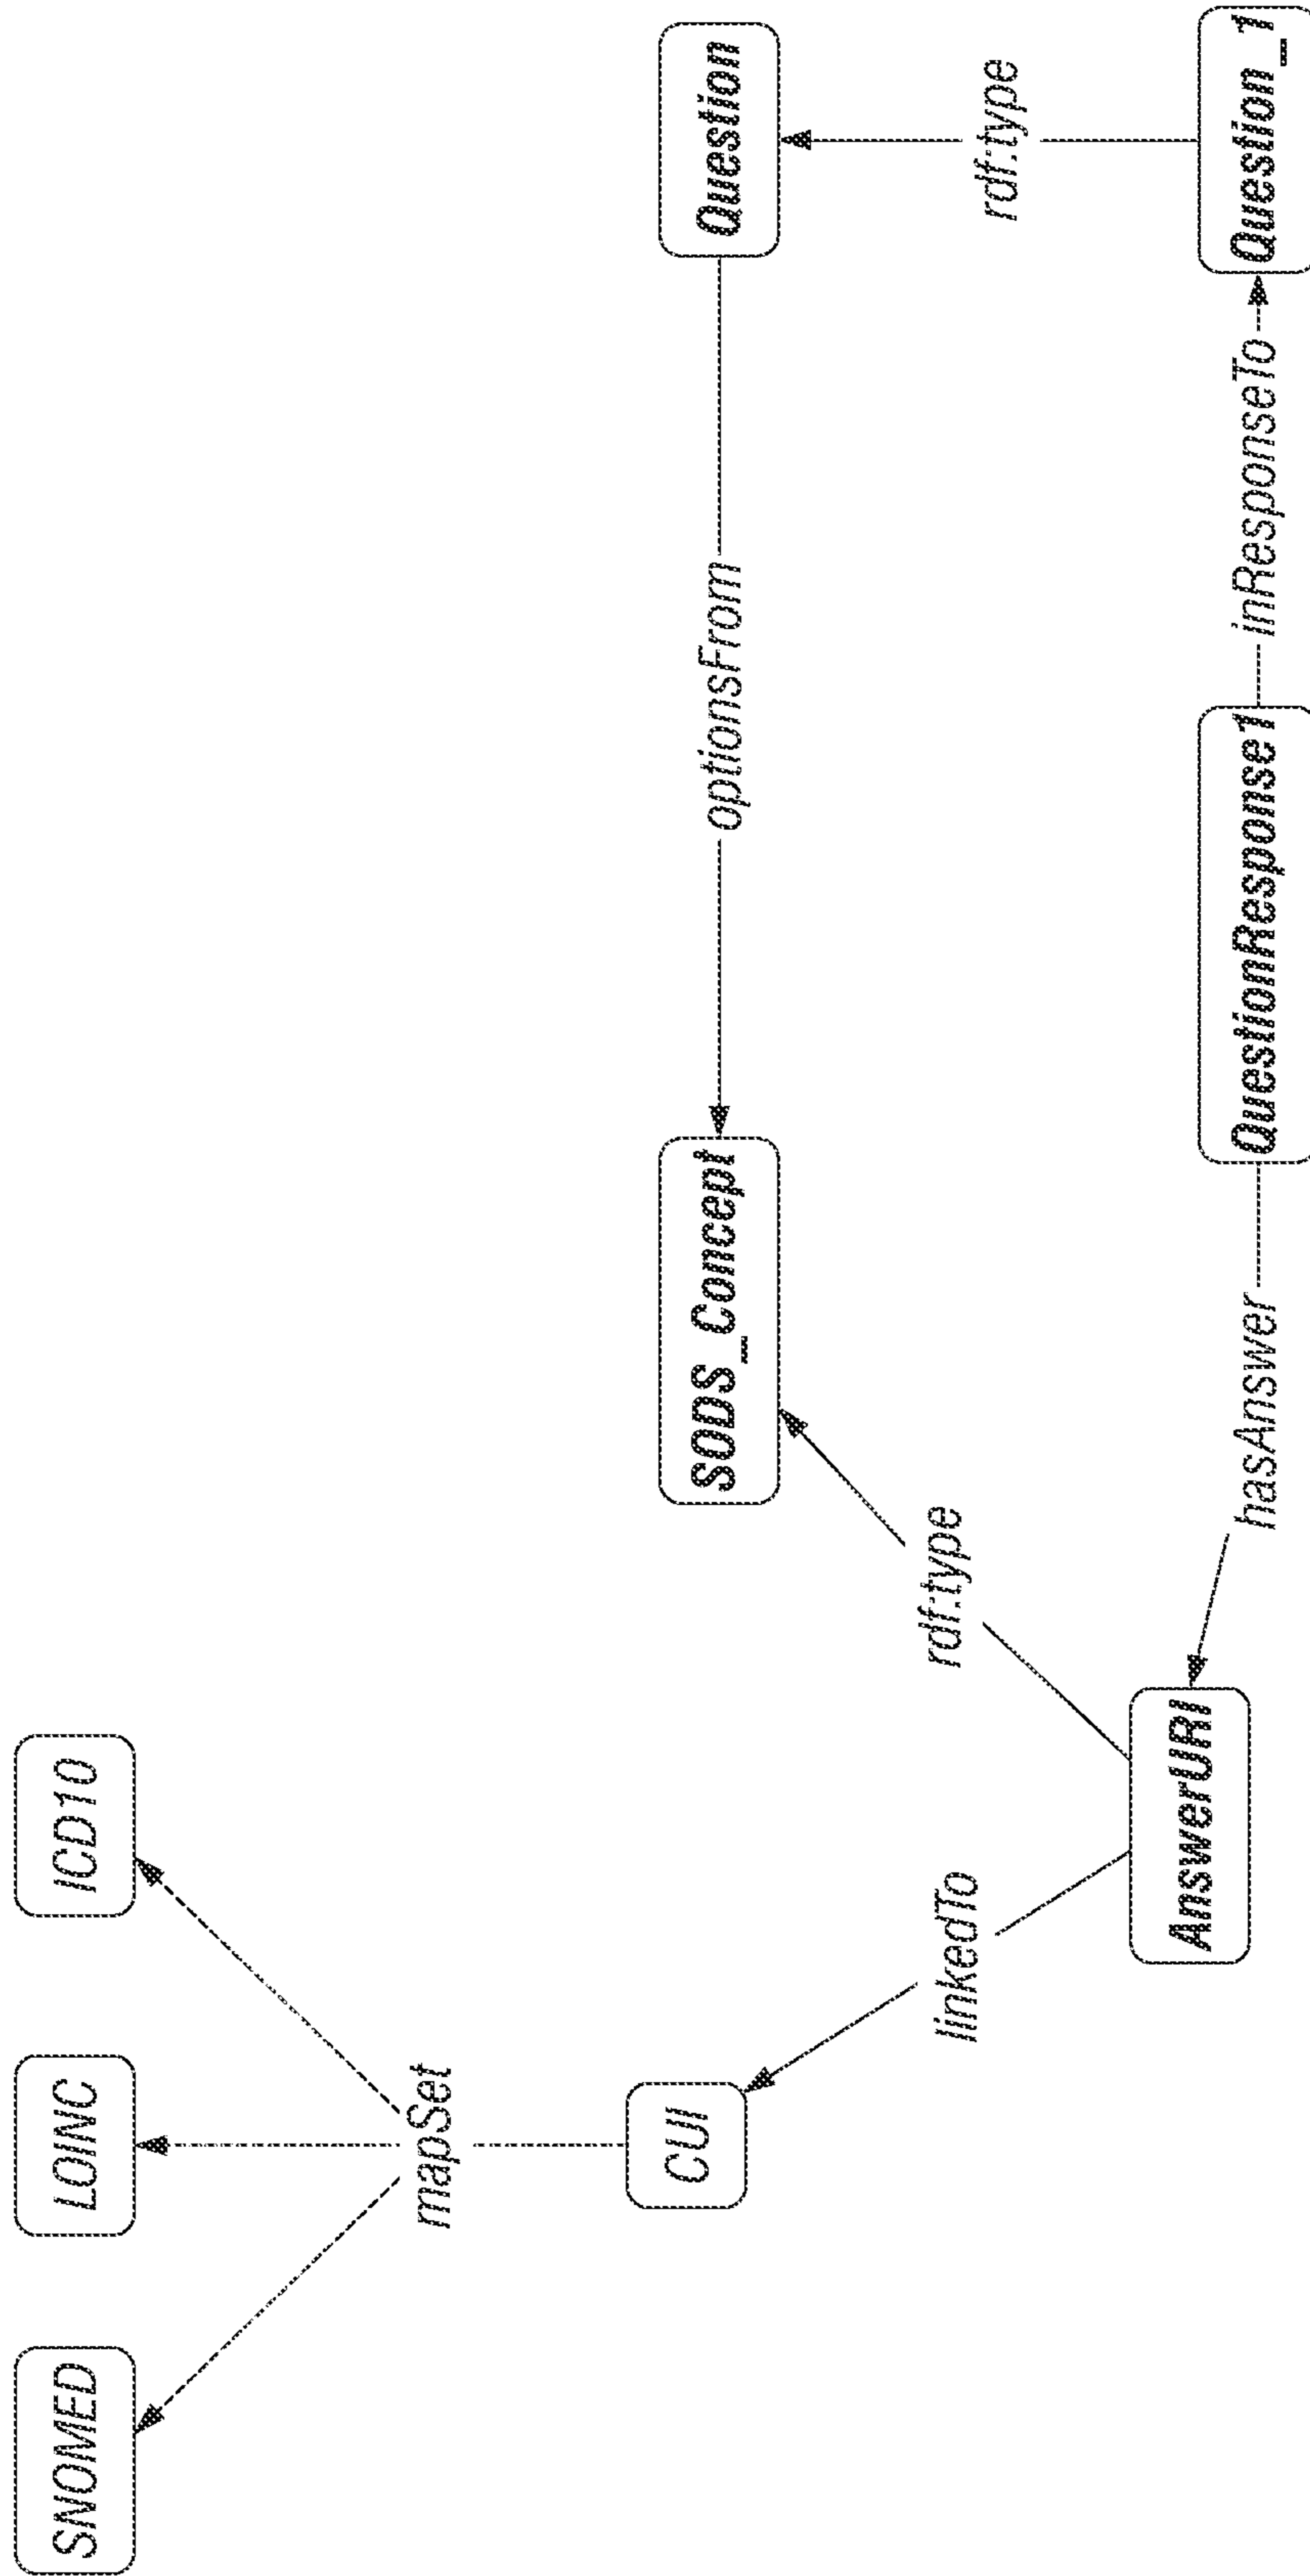 SNOMED
LOINC
ICD10
mapSet
CUI
SODS_Concept
optionsFrom
Question
linkedTo
rdf:type
rdf:type
AnswerURI
hasAnswer
QuestionResponse1
inResponseTo
Question_1